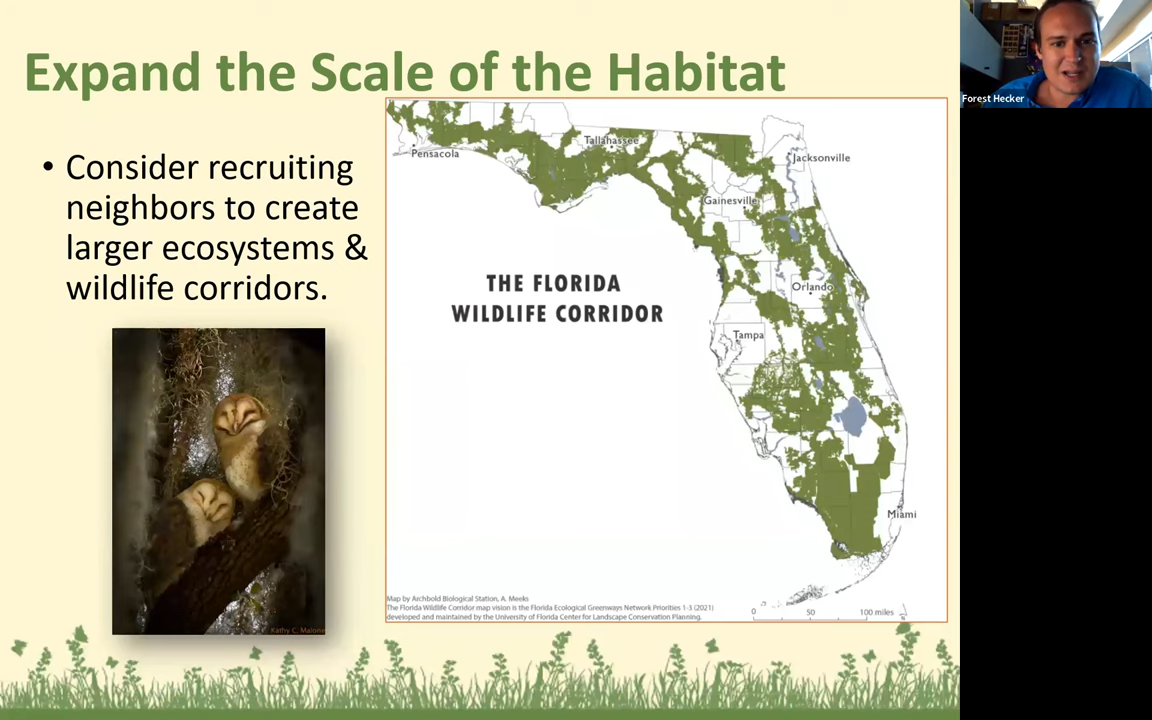 Expand the Scale of the Habitat
Forest Hecker
• Consider recruiting
neighbors to create
larger ecosystems &
wildlife corridors.
Pensacola
Tallahassee
Jacksonville
Gainesville
THE FLORIDA
WILDLIFE CORRIDOR
Orlando
Tampa
Miami
Map by Archbold Biological Station, A. Meeks
The Florida Wildlife Corridor map vision is the Florida Ecological Greenways Network Priorities 1-3 (2021)
developed and maintained by the University of Florida Center for Landscape Conservation Planning.
0 50 100 miles
Kathy C. Malone